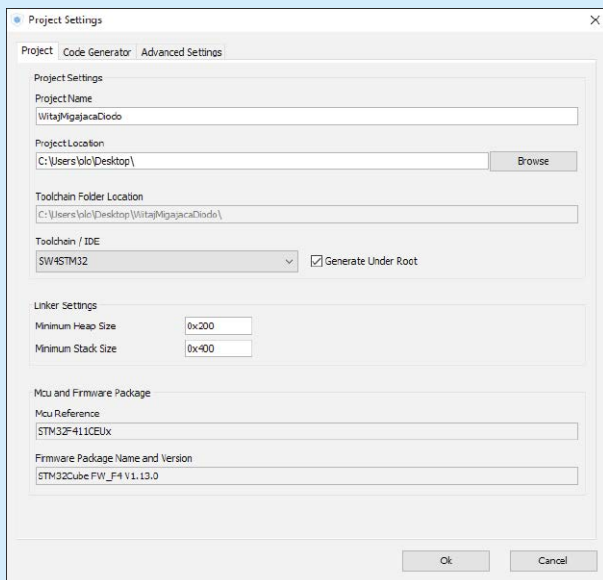 Project Settings
Project Code Generator Advanced Settings
Project Settings
Project Name
WitajMigajacaDiodo
Project Location
C:\Users\olo\Desktop\ Browse
Toolchain Folder Location
C:\Users\olo\Desktop\WitajMigajacaDiodo\
Toolchain / IDE
SW4STM32 Generate Under Root
Linker Settings
Minimum Heap Size 0x200
Minimum Stack Size 0x400
Mcu and Firmware Package
Mcu Reference
STM32F411CEUx
Firmware Package Name and Version
STM32Cube FW_F4 V1.13.0
Ok Cancel